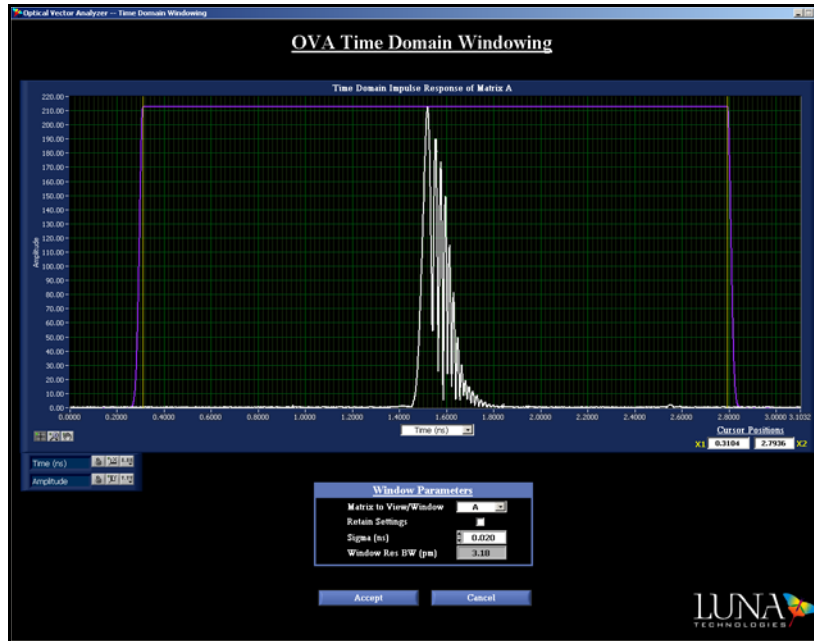 Optical Vector Analyzer -- Time Domain Windowing
OVA Time Domain Windowing
Time Domain Impulse Response of Matrix A
220.00
210.00
200.00
190.00
180.00
170.00
160.00
150.00
140.00
130.00
120.00
110.00
100.00
90.00
80.00
70.00
60.00
50.00
40.00
30.00
20.00
10.00
0.00
Amplitude
0.0000 0.2000 0.4000 0.6000 0.8000 1.0000 1.2000 1.4000 1.6000 1.8000 2.0000 2.2000 2.4000 2.6000 2.8000 3.0000 3.1032
Time (ns)
Cursor Positions
X1 0.3104 2.7936 X2
Time (ns)
Amplitude
Window Parameters
Matrix to View/Window A
Retain Settings
Sigma (ns) 0.020
Window Res BW (pm) 3.10
Accept Cancel
LUNA
TECHNOLOGIES